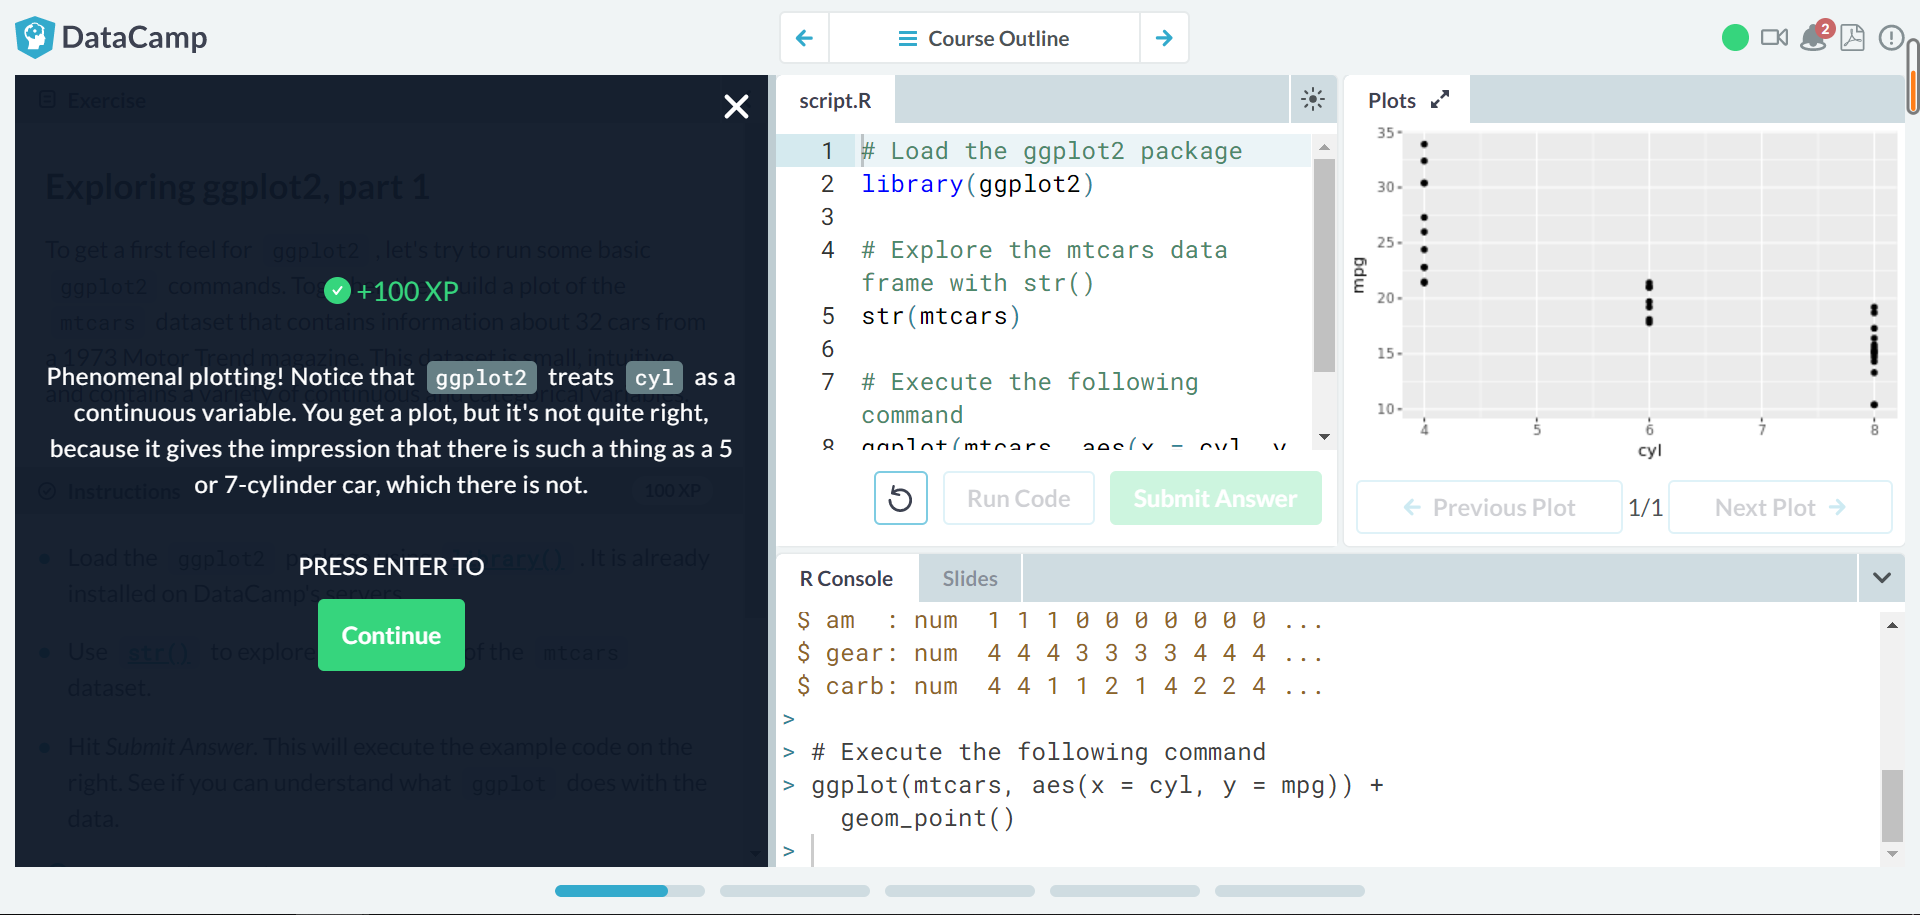 DataCamp
Course Outline
2
Exercise
Exploring ggplot2, part 1
To get a first feel for ggplot2 , let's try to run some basic
ggplot2 commands.
+100 XP
build a plot of the
mtcars dataset that contains information about 32 cars from
a 1973 Motor Trend magazine. This dataset is small, intuitive,
and contains a variety of continuous and categorical variables.
Phenomenal plotting! Notice that ggplot2 treats cyl as a
continuous variable. You get a plot, but it's not quite right,
because it gives the impression that there is such a thing as a 5
or 7-cylinder car, which there is not.
Instructions
100 XP
Load the ggplot2 package using library() . It is already
installed on DataCamp's servers.
PRESS ENTER TO
Continue
Use str() to explore of the mtcars
dataset.
Hit Submit Answer. This will execute the example code on the
right. See if you can understand what ggplot does with the
data.
script.R
1 # Load the ggplot2 package
2 library(ggplot2)
3
4 # Explore the mtcars data
frame with str()
5 str(mtcars)
6
7 # Execute the following
command
8 ggplot(mtcars, aes(x = cyl, y
Run Code
Submit Answer
Plots
35
30
25
20
15
10
mpg
4 5 6 7 8
cyl
Previous Plot
1/1
Next Plot
R Console
Slides
$ am : num 1 1 1 0 0 0 0 0 0 0 ...
$ gear: num 4 4 4 3 3 3 3 4 4 4 ...
$ carb: num 4 4 1 1 2 1 4 2 2 4 ...
>
> # Execute the following command
> ggplot(mtcars, aes(x = cyl, y = mpg)) +
geom_point()
>